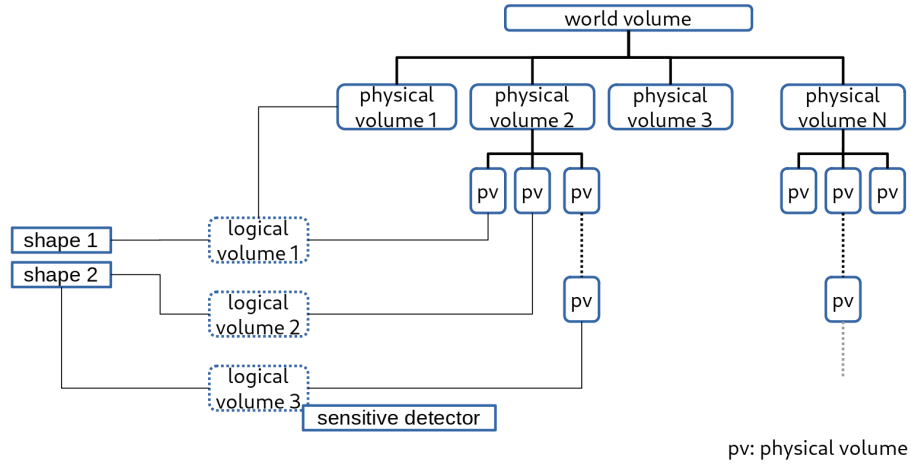 world volume
physical
volume 1
physical
volume 2
physical
volume 3
physical
volume N
pv
pv
pv
pv
pv
pv
shape 1
logical
volume 1
shape 2
logical
volume 2
pv
pv
logical
volume 3
sensitive detector
pv: physical volume